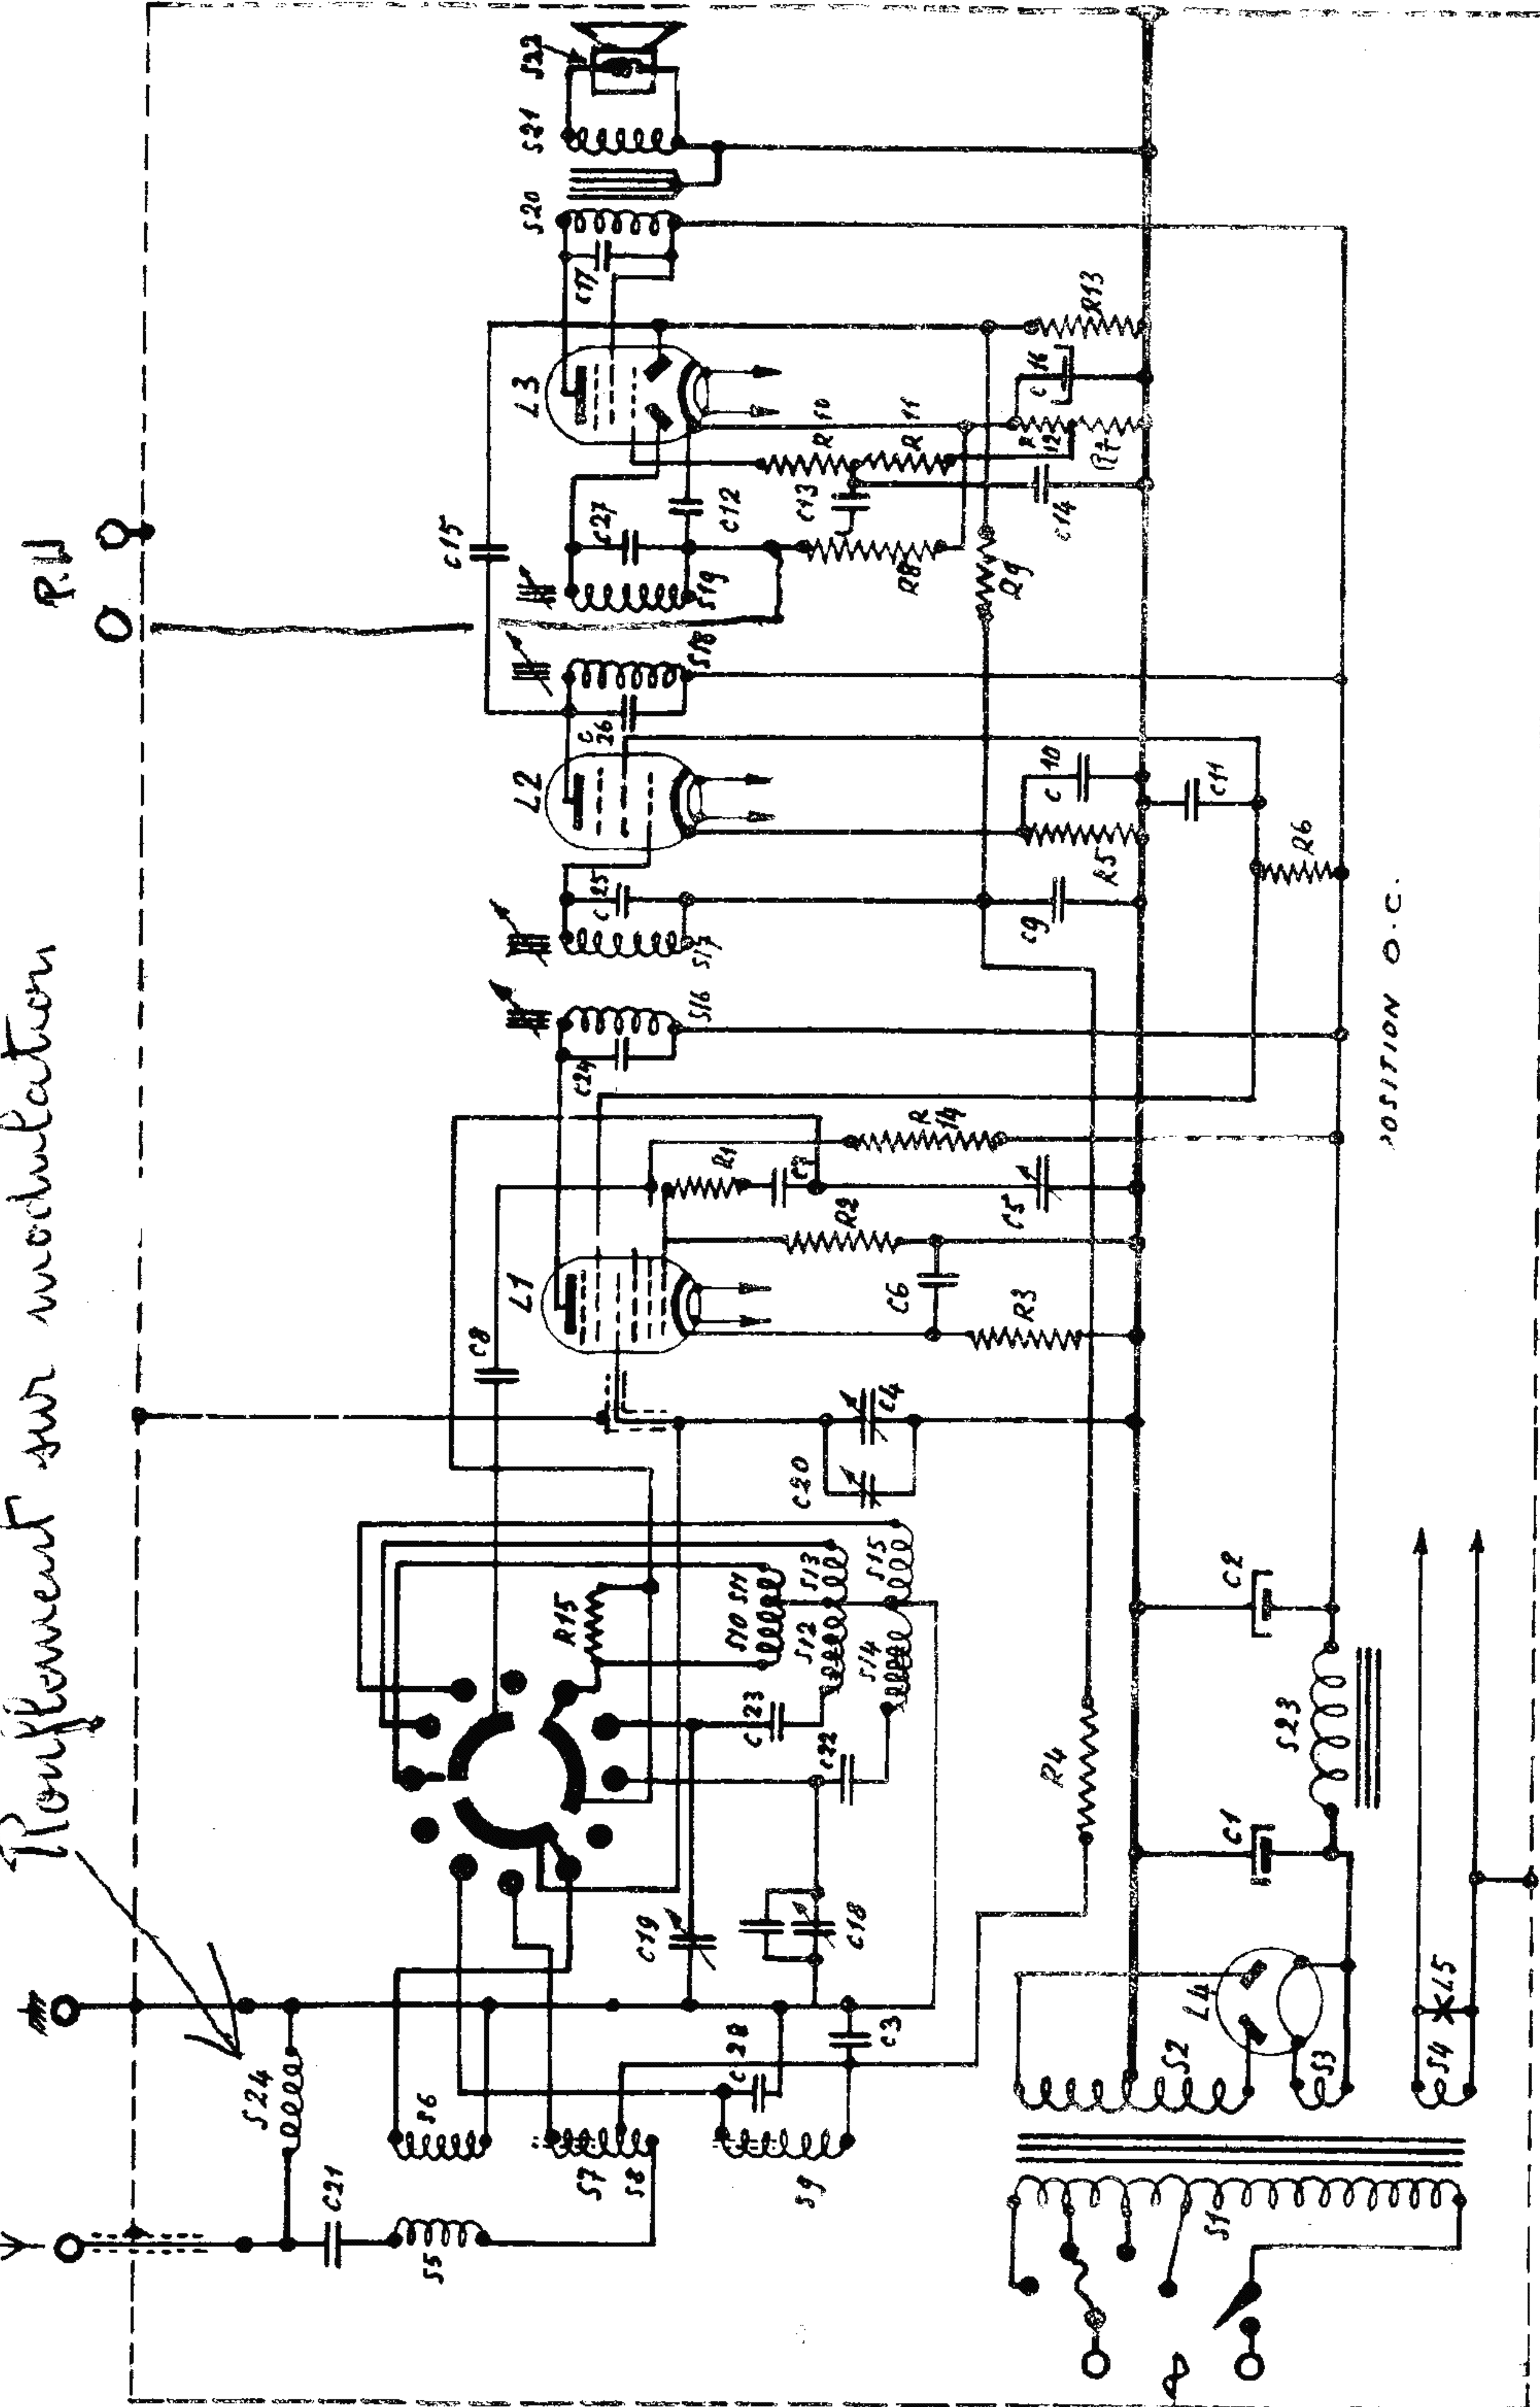 Ronflement sur modulation
P.U
S22
S21
S20
C17
L3
C15
C27
C12
S19
S18
C26
L2
C25
S17
S16
C24
L1
C8
R10
R11
C13
R8
R9
C14
R12
R7
C16
R13
C10
R5
C11
C9
R6
R14
R1
C7
R2
C5
C6
R3
C4
C20
R15
S10 S11
S12 S13
S14 S15
C23
C22
C19
C18
C28
C3
S24
C21
S5
S6
S7
S8
S9
R4
C1
S23
C2
L4
S2
S3
S4
L5
S1
POSITION O.C.